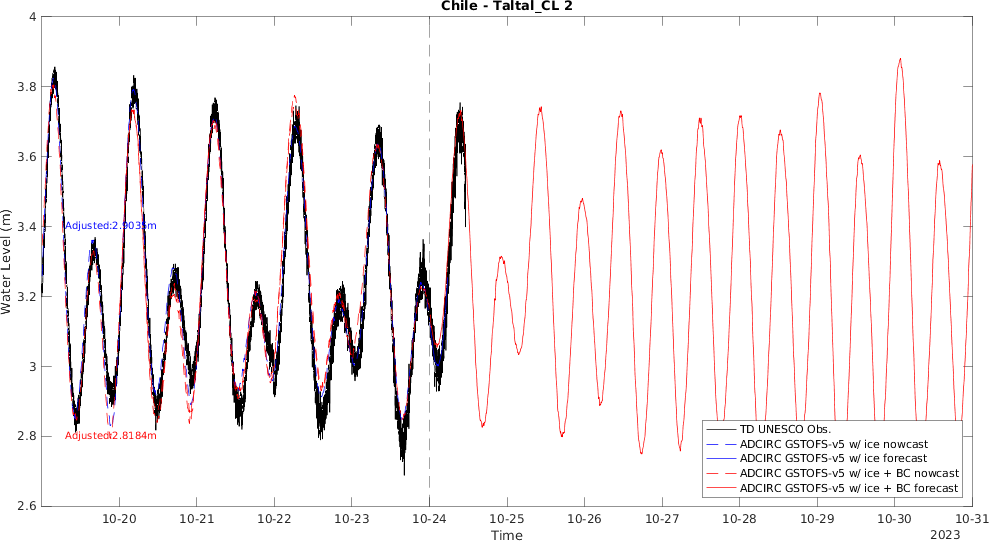 Chile - Taltal_CL 2
Water Level (m)
4
3.8
3.6
3.4
3.2
3
2.8
2.6
Adjusted:2.9035m
Adjusted:2.8184m
TD UNESCO Obs.
ADCIRC GSTOFS-v5 w/ ice nowcast
ADCIRC GSTOFS-v5 w/ ice forecast
ADCIRC GSTOFS-v5 w/ ice + BC nowcast
ADCIRC GSTOFS-v5 w/ ice + BC forecast
10-20 10-21 10-22 10-23 10-24 10-25 10-26 10-27 10-28 10-29 10-30 10-31
Time
2023